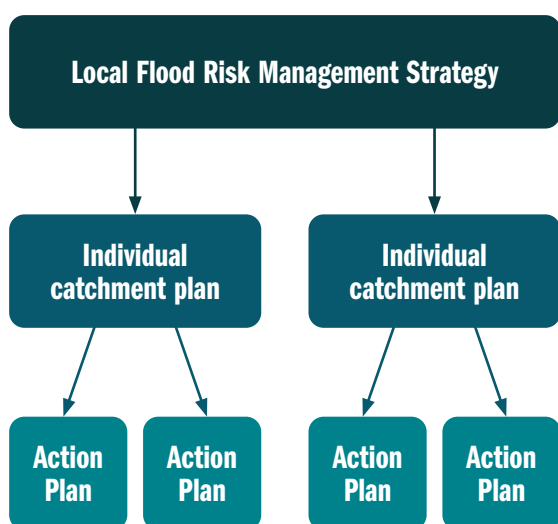 Local Flood Risk Management Strategy
Individual
catchment plan
Individual
catchment plan
Action
Plan
Action
Plan
Action
Plan
Action
Plan